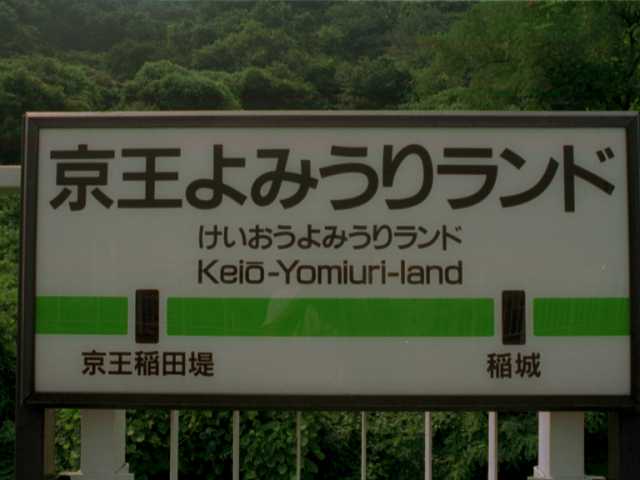 京王よみうりランド
けいおうよみうりランド
Keiō-Yomiuri-land
京王稲田堤 稲城